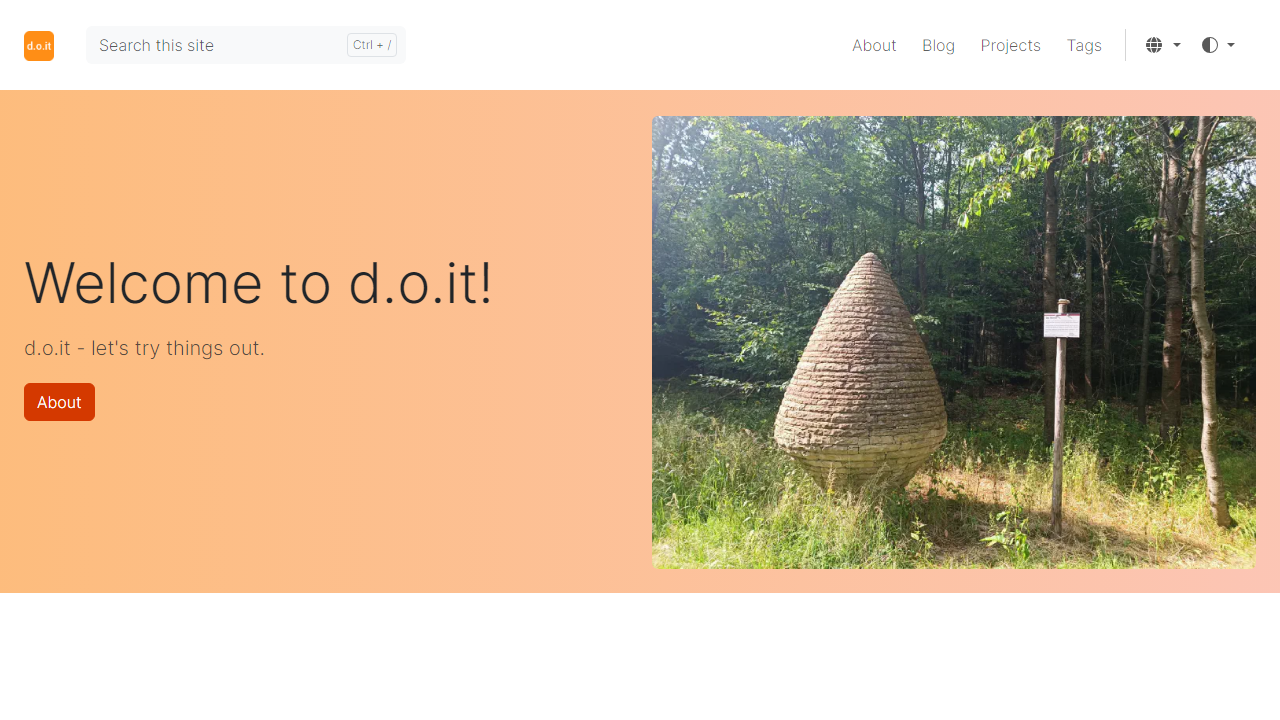 d.o.it
Search this site
Ctrl + /
About
Blog
Projects
Tags
Welcome to d.o.it!
d.o.it - let's try things out.
About